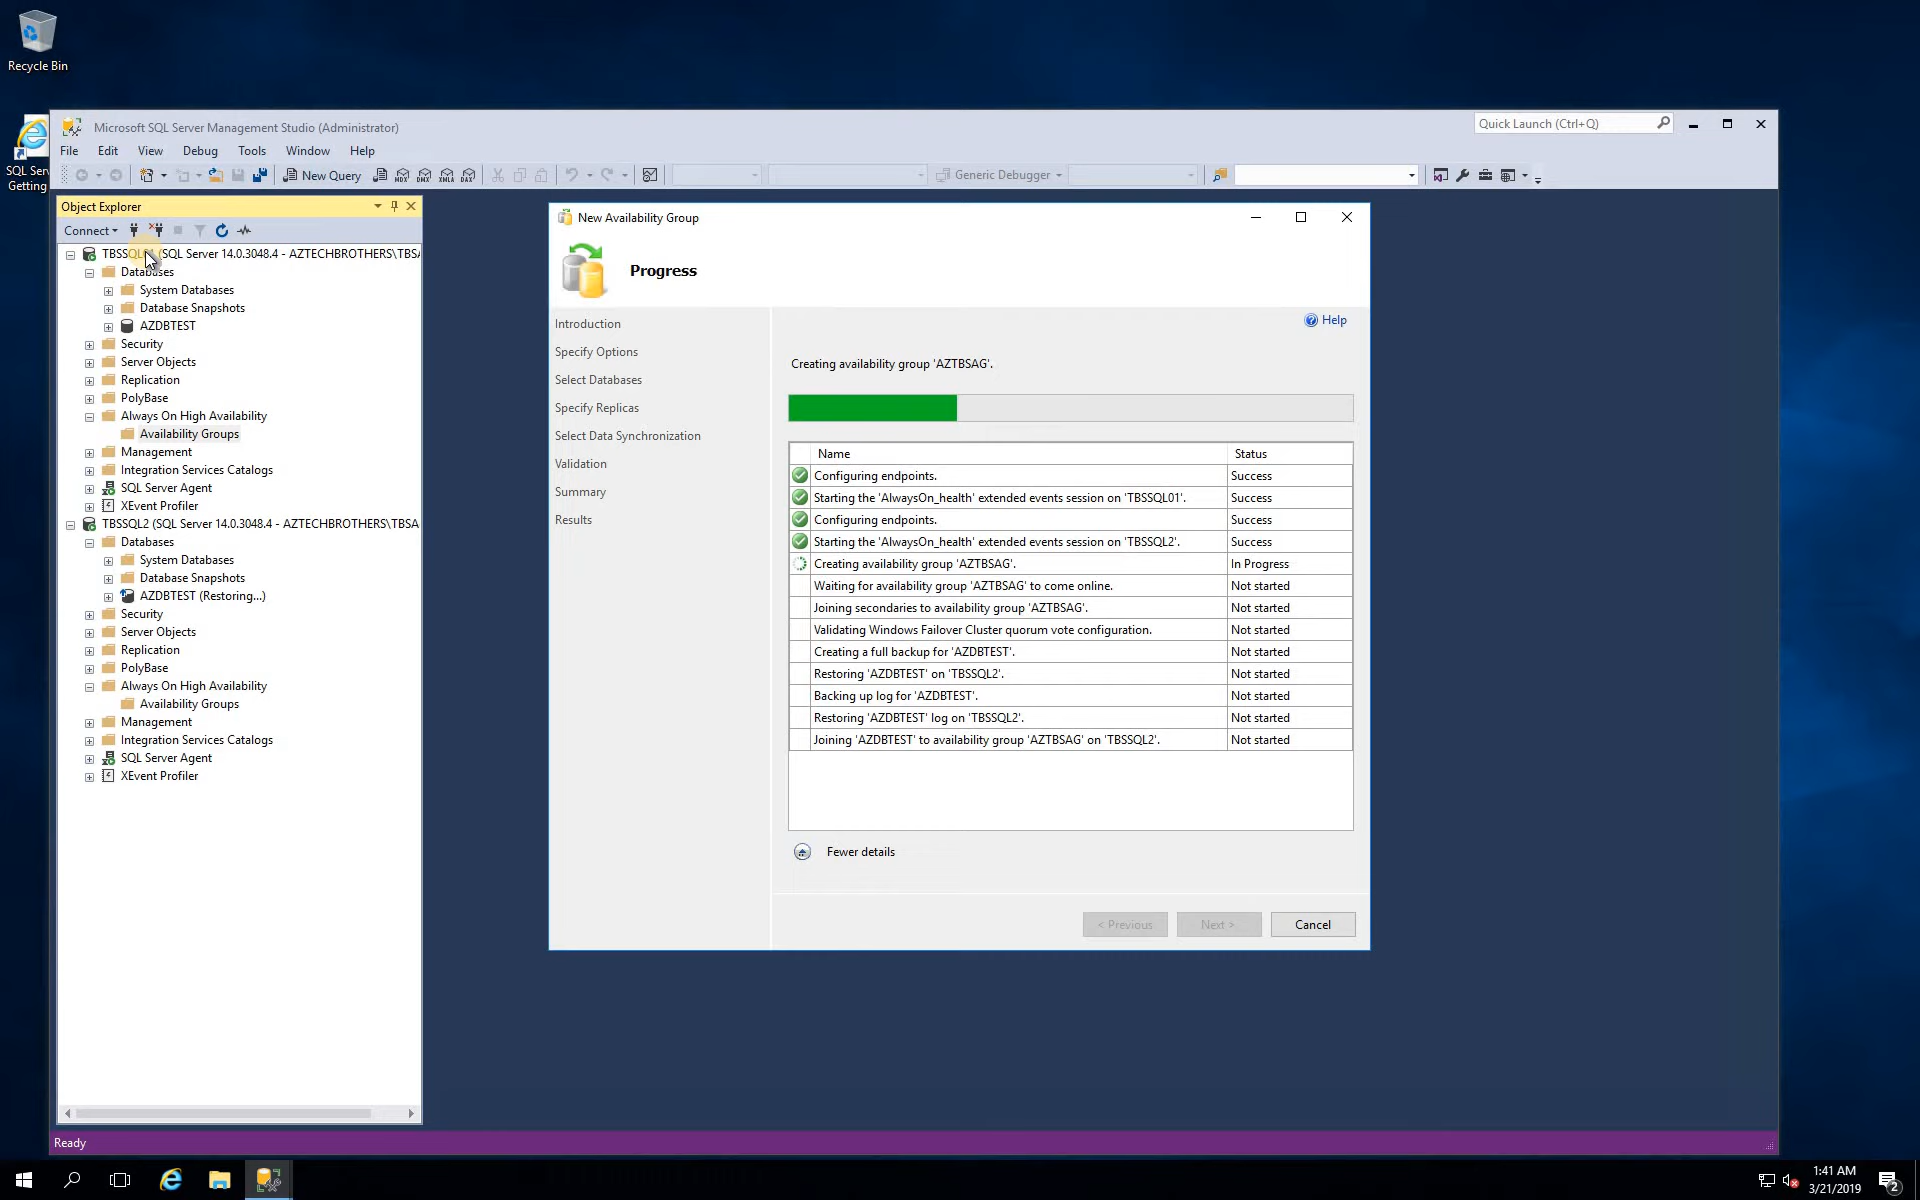 Recycle Bin
SQL Serv
Getting
Microsoft SQL Server Management Studio (Administrator)
Quick Launch (Ctrl+Q)
File Edit View Debug Tools Window Help
New Query
MDX DMX XMLA DAX
Generic Debugger
Object Explorer
Connect
(SQL Server 14.0.3048.4 - AZTECHBROTHERS\TBSA
Databases
System Databases
Database Snapshots
AZDBTEST
Security
Server Objects
Replication
PolyBase
Always On High Availability
Availability Groups
Management
Integration Services Catalogs
SQL Server Agent
XEvent Profiler
TBSSQL2 (SQL Server 14.0.3048.4 - AZTECHBROTHERS\TBSA
Databases
System Databases
Database Snapshots
AZDBTEST (Restoring...)
Security
Server Objects
Replication
PolyBase
Always On High Availability
Availability Groups
Management
Integration Services Catalogs
SQL Server Agent
XEvent Profiler
New Availability Group
Progress
Introduction
Specify Options
Select Databases
Specify Replicas
Select Data Synchronization
Validation
Summary
Results
Help
Creating availability group 'AZTBSAG'.
Name Status
Configuring endpoints. Success
Starting the 'AlwaysOn_health' extended events session on 'TBSSQL01'. Success
Configuring endpoints. Success
Starting the 'AlwaysOn_health' extended events session on 'TBSSQL2'. Success
Creating availability group 'AZTBSAG'. In Progress
Waiting for availability group 'AZTBSAG' to come online. Not started
Joining secondaries to availability group 'AZTBSAG'. Not started
Validating Windows Failover Cluster quorum vote configuration. Not started
Creating a full backup for 'AZDBTEST'. Not started
Restoring 'AZDBTEST' on 'TBSSQL2'. Not started
Backing up log for 'AZDBTEST'. Not started
Restoring 'AZDBTEST' log on 'TBSSQL2'. Not started
Joining 'AZDBTEST' to availability group 'AZTBSAG' on 'TBSSQL2'. Not started
Fewer details
< Previous Next > Cancel
Ready
1:41 AM
3/21/2019
2